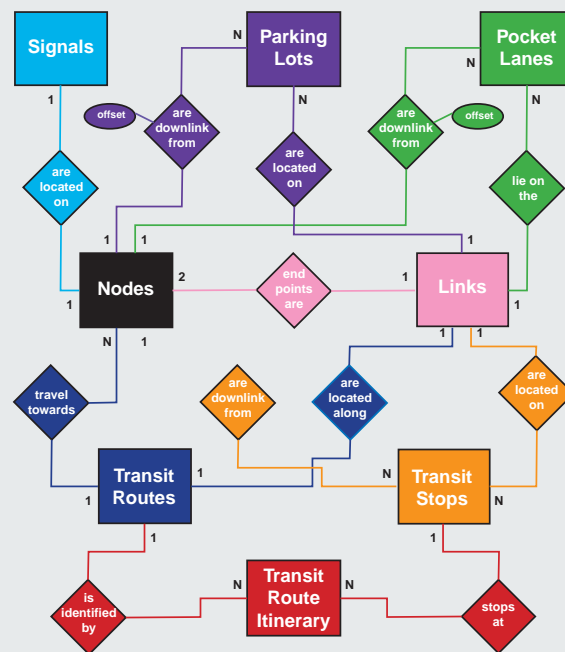 Signals
Parking
Lots
Pocket
Lanes
N
N
1
N
N
N
offset
are
downlink
from
are
downlink
from
offset
are
located
on
are
located
on
lie on
the
1
1
1
1
Nodes
2
end
points
are
1
Links
1
1
N
1
1
1
travel
towards
are
downlink
from
are
located
along
are
located
on
Transit
Routes
1
N
Transit
Stops
1
N
1
1
is
identified
by
N
Transit
Route
Itinerary
N
stops
at